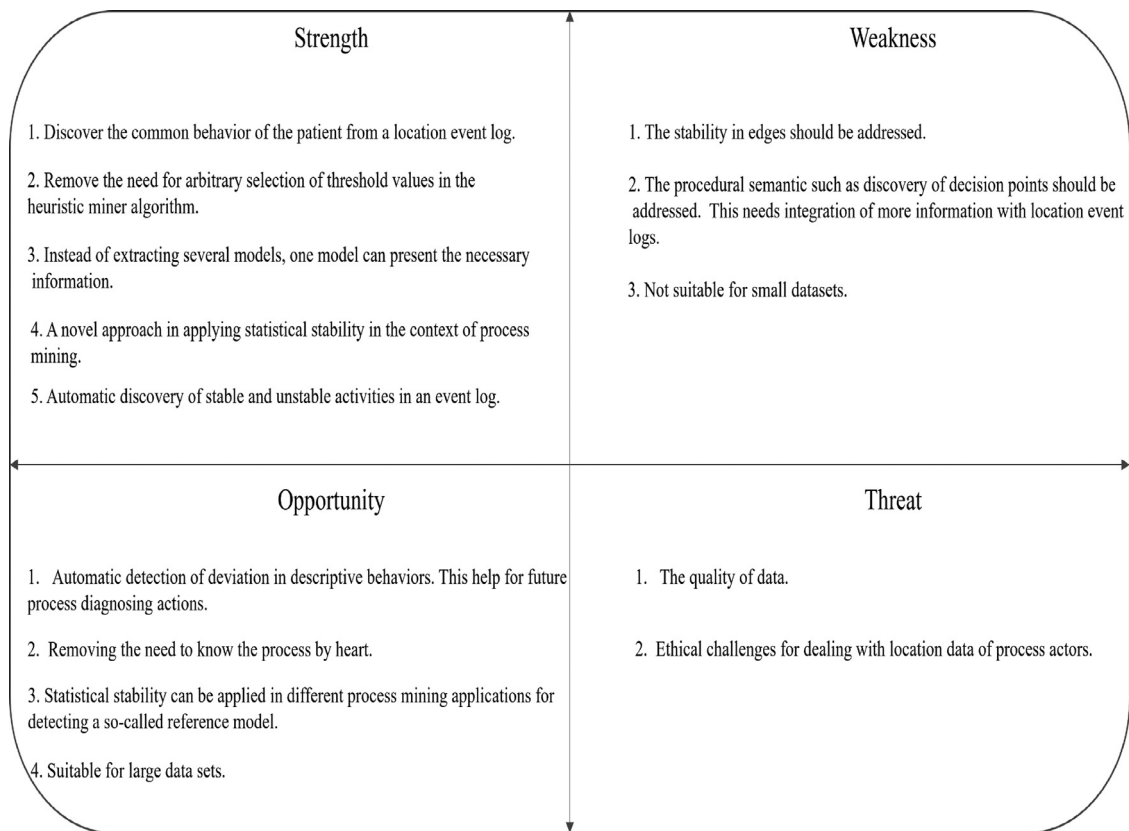 Strength
1. Discover the common behavior of the patient from a location event log.
2. Remove the need for arbitrary selection of threshold values in the
heuristic miner algorithm.
3. Instead of extracting several models, one model can present the necessary
information.
4. A novel approach in applying statistical stability in the context of process
mining.
5. Automatic discovery of stable and unstable activities in an event log.
Weakness
1. The stability in edges should be addressed.
2. The procedural semantic such as discovery of decision points should be
addressed. This needs integration of more information with location event
logs.
3. Not suitable for small datasets.
Opportunity
1. Automatic detection of deviation in descriptive behaviors. This help for future
process diagnosing actions.
2. Removing the need to know the process by heart.
3. Statistical stability can be applied in different process mining applications for
detecting a so-called reference model.
4. Suitable for large data sets.
Threat
1. The quality of data.
2. Ethical challenges for dealing with location data of process actors.